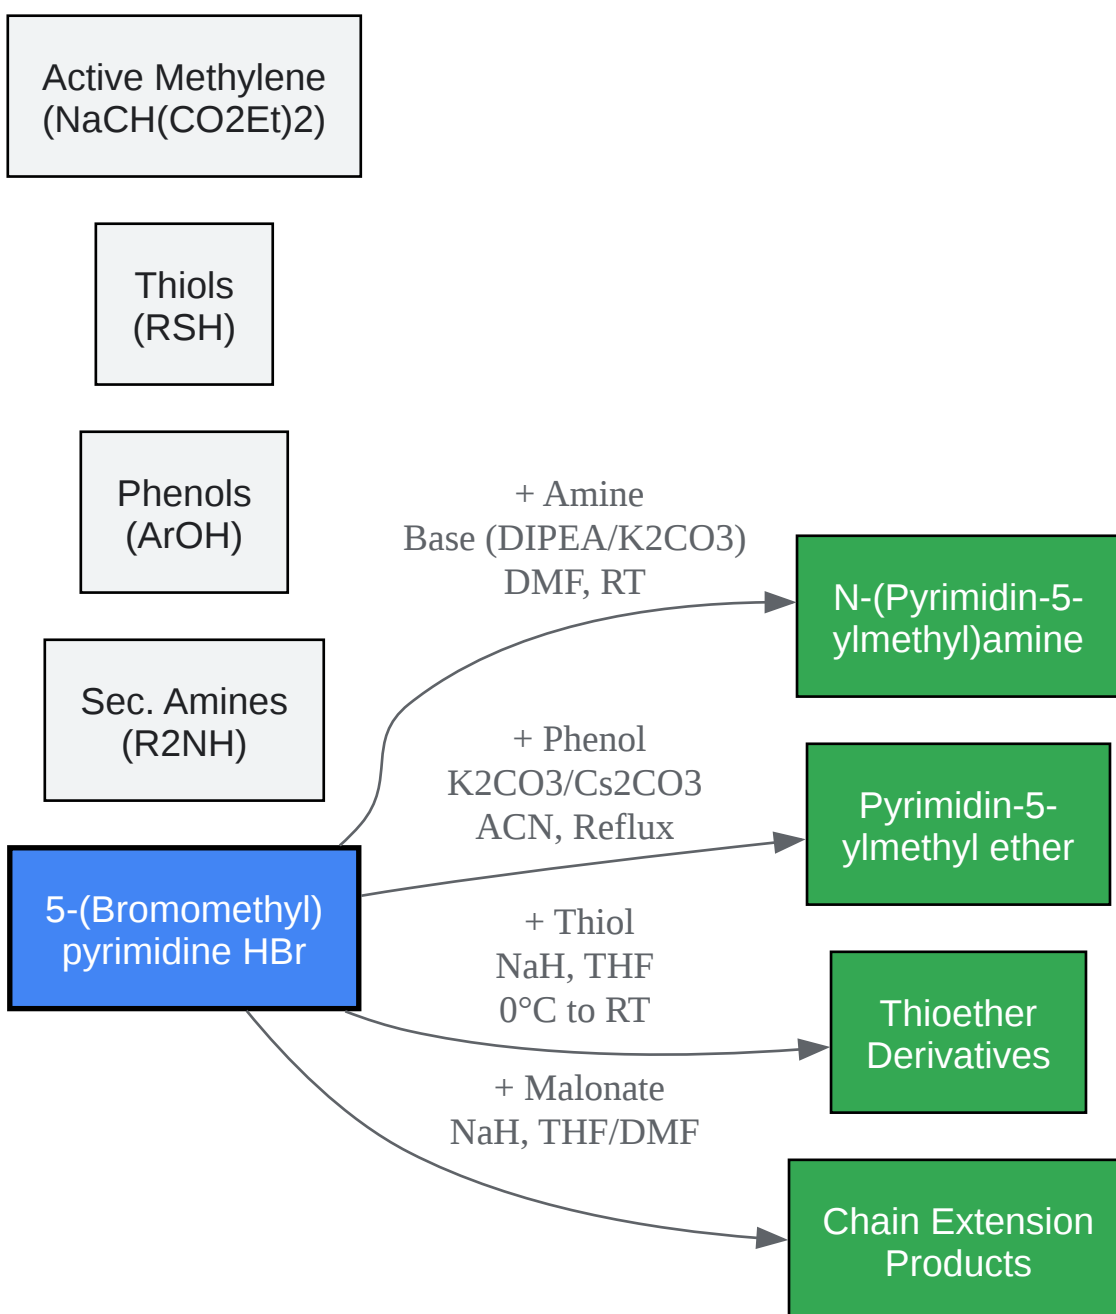 Active Methylene
(NaCH(CO2Et)2)
Thiols
(RSH)
Phenols
(ArOH)
Sec. Amines
(R2NH)
5-(Bromomethyl)
pyrimidine HBr
+ Amine
Base (DIPEA/K2CO3)
DMF, RT
+ Phenol
K2CO3/Cs2CO3
ACN, Reflux
+ Thiol
NaH, THF
0°C to RT
+ Malonate
NaH, THF/DMF
N-(Pyrimidin-5-
ylmethyl)amine
Pyrimidin-5-
ylmethyl ether
Thioether
Derivatives
Chain Extension
Products